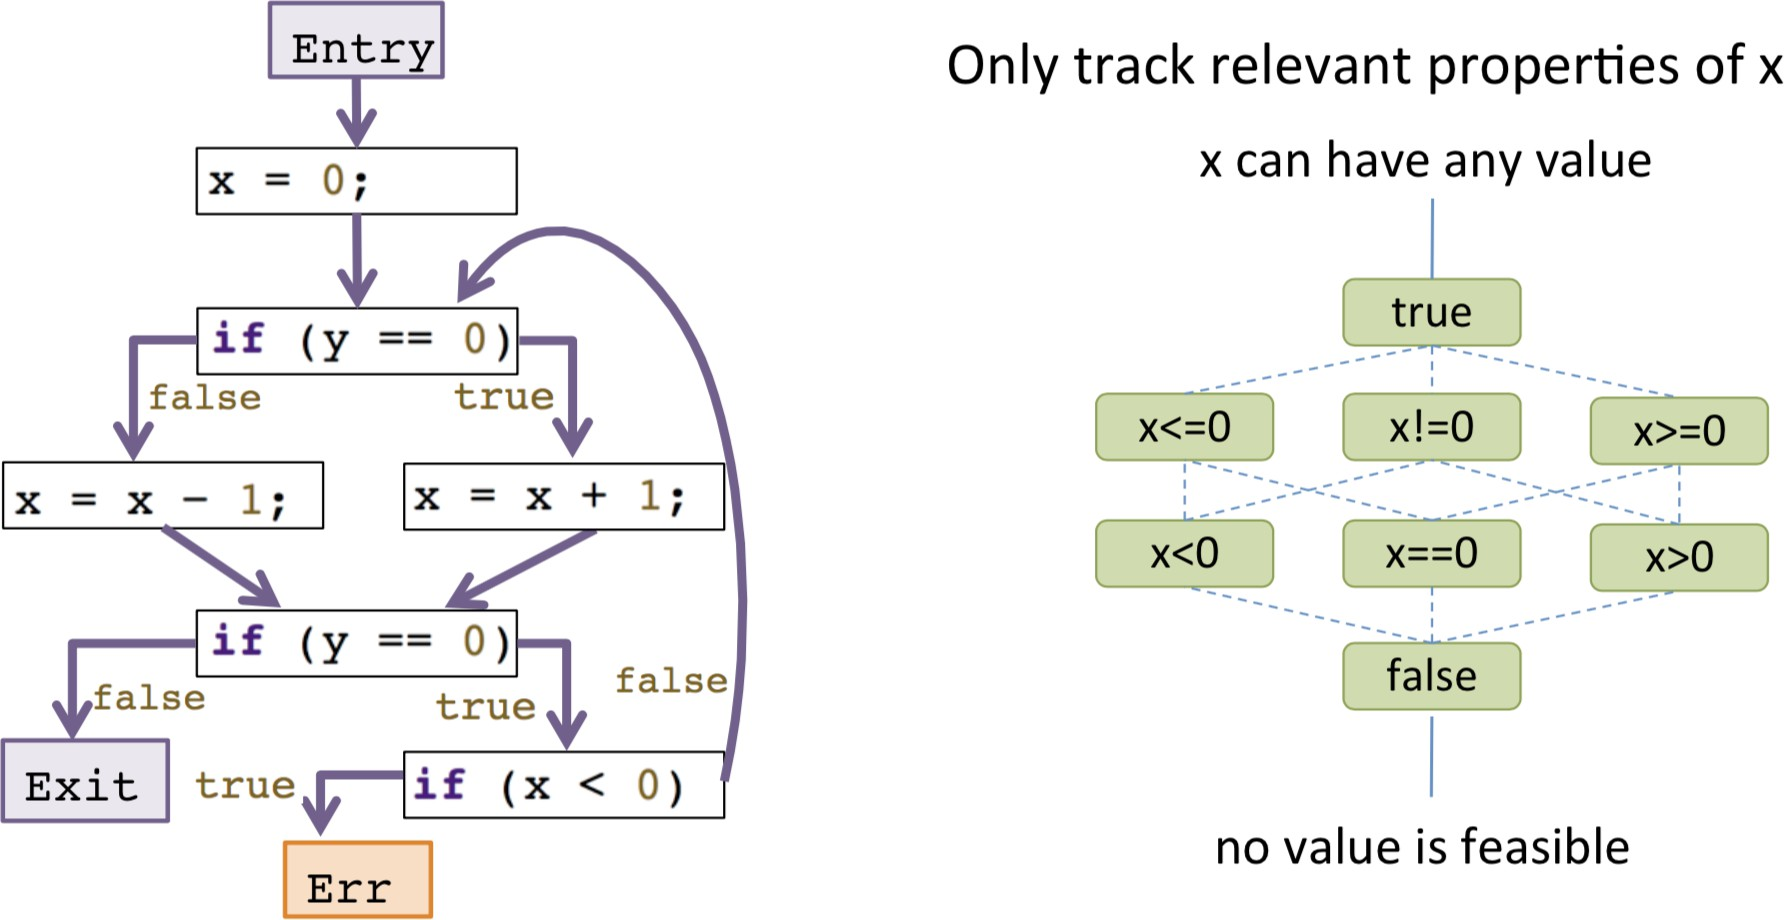 Entry
x = 0;
if (y == 0)
false
true
x = x - 1;
x = x + 1;
if (y == 0)
false
true
false
Exit
true
if (x < 0)
Err
Only track relevant properties of x
x can have any value
true
x<=0
x!=0
x>=0
x<0
x==0
x>0
false
no value is feasible